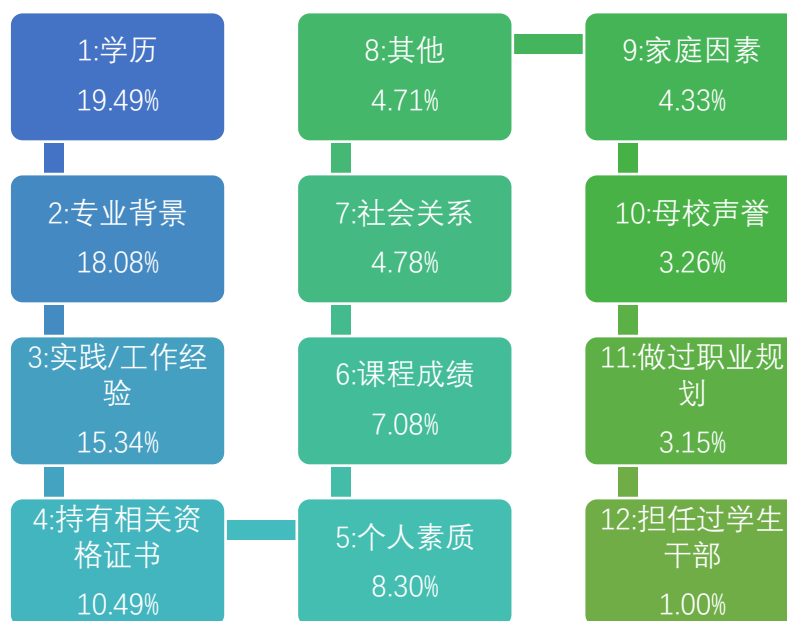 1:学历
19.49%
2:专业背景
18.08%
3:实践/工作经
验
15.34%
4:持有相关资
格证书
10.49%
5:个人素质
8.30%
6:课程成绩
7.08%
7:社会关系
4.78%
8:其他
4.71%
9:家庭因素
4.33%
10:母校声誉
3.26%
11:做过职业规
划
3.15%
12:担任过学生
干部
1.00%